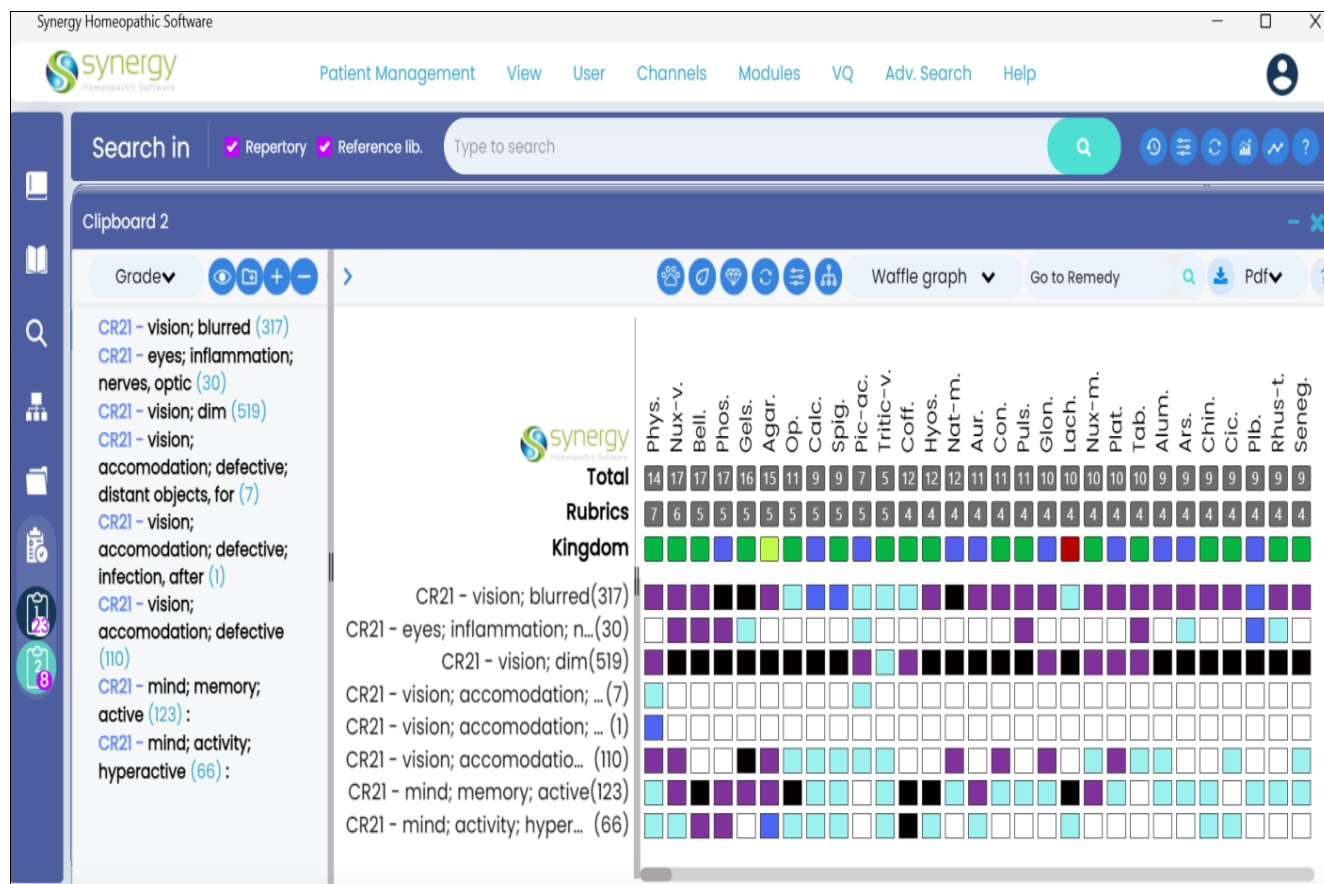 Synergy Homeopathic Software
synergy
Homeopathic Software
Patient Management View User Channels Modules VQ Adv. Search Help
Search in Repertory Reference lib. Type to search
?
Clipboard 2
Grade Waffle graph Go to Remedy Pdf ?
CR21 - vision; blurred (317)
CR21 - eyes; inflammation;
nerves, optic (30)
CR21 - vision; dim (519)
CR21 - vision;
accomodation; defective;
distant objects, for (7)
CR21 - vision;
accomodation; defective;
infection, after (1)
CR21 - vision;
accomodation; defective
(110)
CR21 - mind; memory;
active (123) :
CR21 - mind; activity;
hyperactive (66) :
1
23
2
8
synergy
Homeopathic Software
Phys. Nux-v. Bell. Phos. Gels. Agar. Op. Calc. Spig. Pic-ac. Tritic-v. Coff. Hyos. Nat-m. Aur. Con. Puls. Glon. Lach. Nux-m. Plat. Tab. Alum. Ars. Chin. Cic. Plb. Rhus-t. Seneg.
Total 14 17 17 17 16 15 11 9 9 7 5 12 12 12 11 11 11 10 10 10 10 10 9 9 9 9 9 9 9
Rubrics 7 6 5 5 5 5 5 5 5 5 5 4 4 4 4 4 4 4 4 4 4 4 4 4 4 4 4 4 4
Kingdom
CR21 - vision; blurred(317)
CR21 - eyes; inflammation; n...(30)
CR21 - vision; dim(519)
CR21 - vision; accomodation; ...(7)
CR21 - vision; accomodation; ... (1)
CR21 - vision; accomodatio... (110)
CR21 - mind; memory; active(123)
CR21 - mind; activity; hyper... (66)